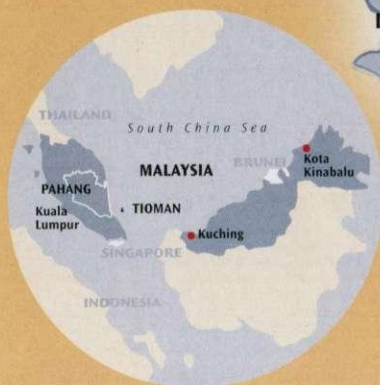 THAILAND
South China Sea
MALAYSIA
BRUNEI
Kota
Kinabalu
PAHANG
TIOMAN
Kuala
Lumpur
Kuching
SINGAPORE
INDONESIA